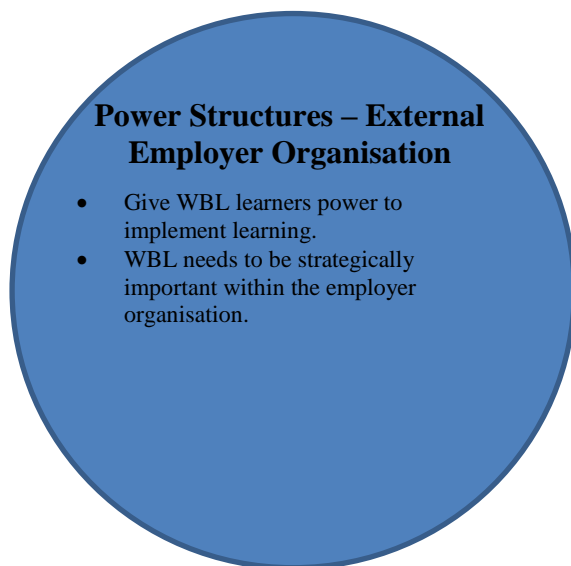 Power Structures – External
Employer Organisation
• Give WBL learners power to
implement learning.
• WBL needs to be strategically
important within the employer
organisation.